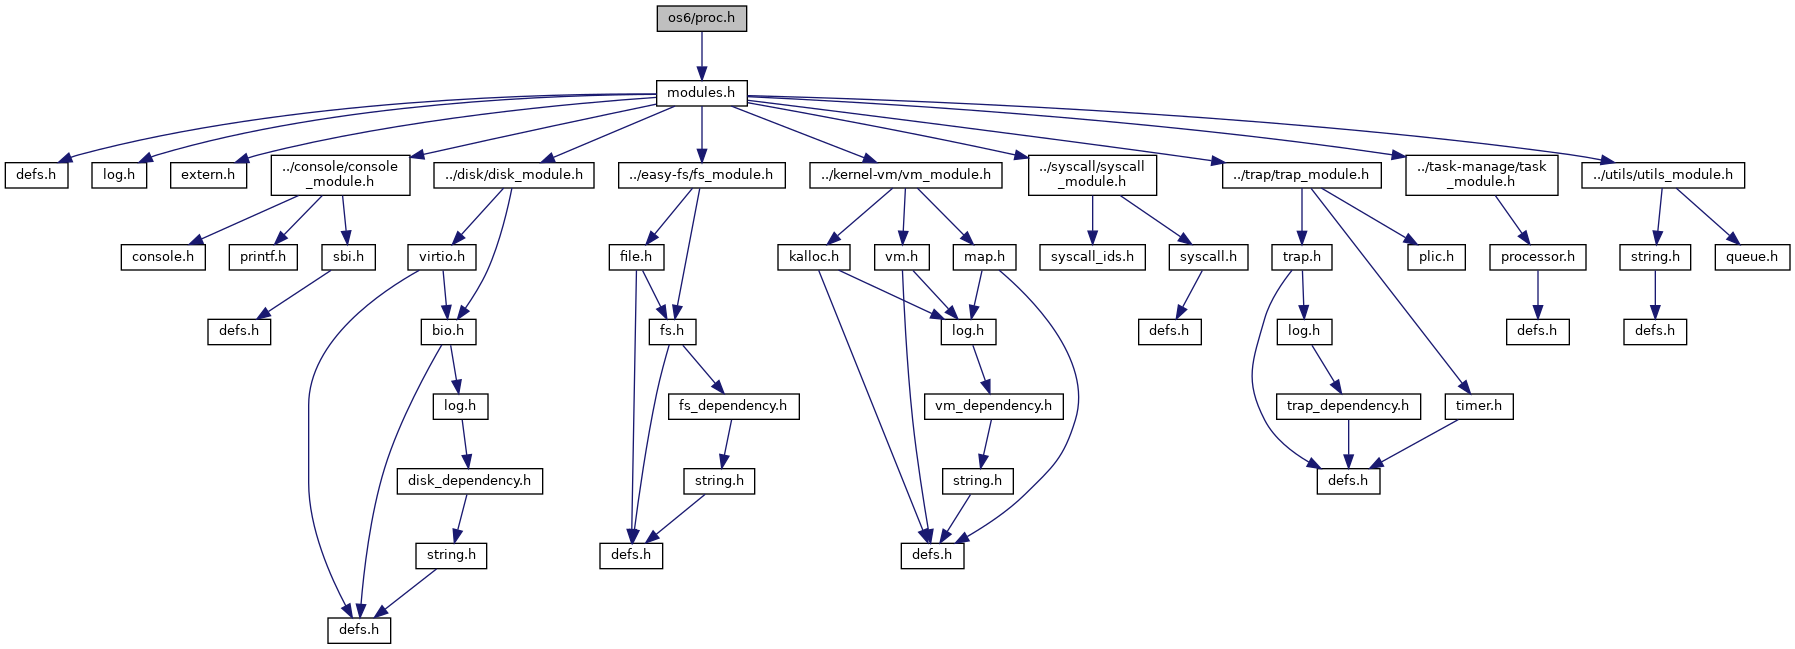 os6/proc.h
modules.h
defs.h
log.h
extern.h
../console/console
_module.h
../disk/disk_module.h
../easy-fs/fs_module.h
../kernel-vm/vm_module.h
../syscall/syscall
_module.h
../trap/trap_module.h
../task-manage/task
_module.h
../utils/utils_module.h
console.h
printf.h
sbi.h
virtio.h
file.h
kalloc.h
vm.h
map.h
syscall_ids.h
syscall.h
trap.h
plic.h
processor.h
string.h
queue.h
defs.h
bio.h
fs.h
log.h
defs.h
log.h
defs.h
defs.h
log.h
fs_dependency.h
vm_dependency.h
trap_dependency.h
timer.h
disk_dependency.h
string.h
string.h
defs.h
string.h
defs.h
defs.h
defs.h